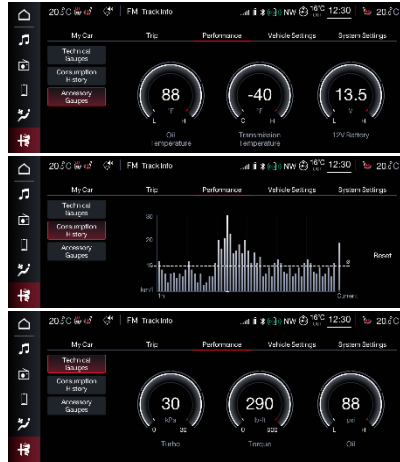 20.5°C FM Track Info NW 16°C Out 12:30 20.5°C
My Car Trip Performance Vehicle Settings System Settings
Technical Gauges
Consumption History
Accessory Gauges
88 -40 13.5
°F °F V
L H C H L H
Oil Temperature
Transmission Temperature
12V Battery
20.5°C FM Track Info NW 16°C Out 12:30 20.5°C
My Car Trip Performance Vehicle Settings System Settings
Technical Gauges
Consumption History
Accessory Gauges
30
20
15
km/l
1h Current
Reset
20.5°C FM Track Info NW 16°C Out 12:30 20.5°C
My Car Trip Performance Vehicle Settings System Settings
Technical Gauges
Consumption History
Accessory Gauges
30 290 88
kPa lb-ft psi
0 L H
Turbo Torque Oil